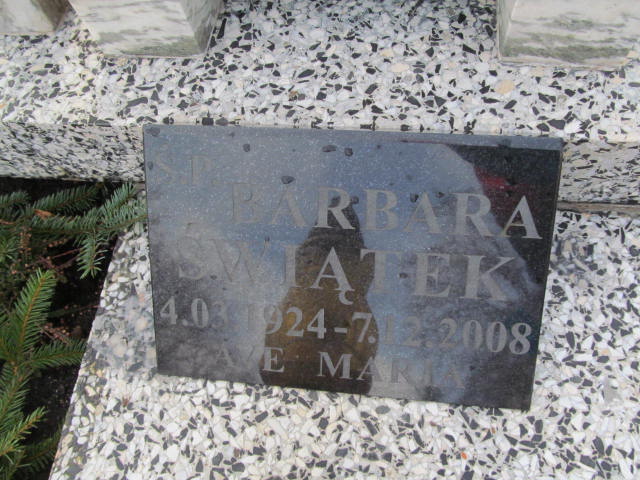 Ś.P.
BARBARA
ŚWIĄTEK
4.03.1924-7.12.2008
AVE MARIA